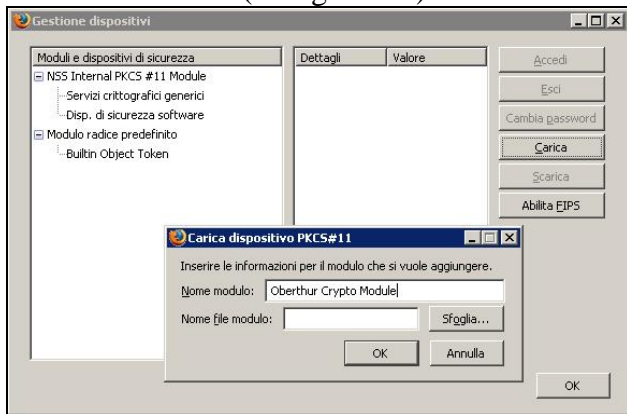 Gestione dispositivi
Moduli e dispositivi di sicurezza
Dettagli
Valore
NSS Internal PKCS #11 Module
Servizi crittografici generici
Disp. di sicurezza software
Modulo radice predefinito
Builtin Object Token
Accedi
Esci
Cambia password
Carica
Scarica
Abilita FIPS
Carica dispositivo PKCS#11
Inserire le informazioni per il modulo che si vuole aggiungere.
Nome modulo: Oberthur Crypto Module
Nome file modulo: Sfoglia...
OK Annulla
OK